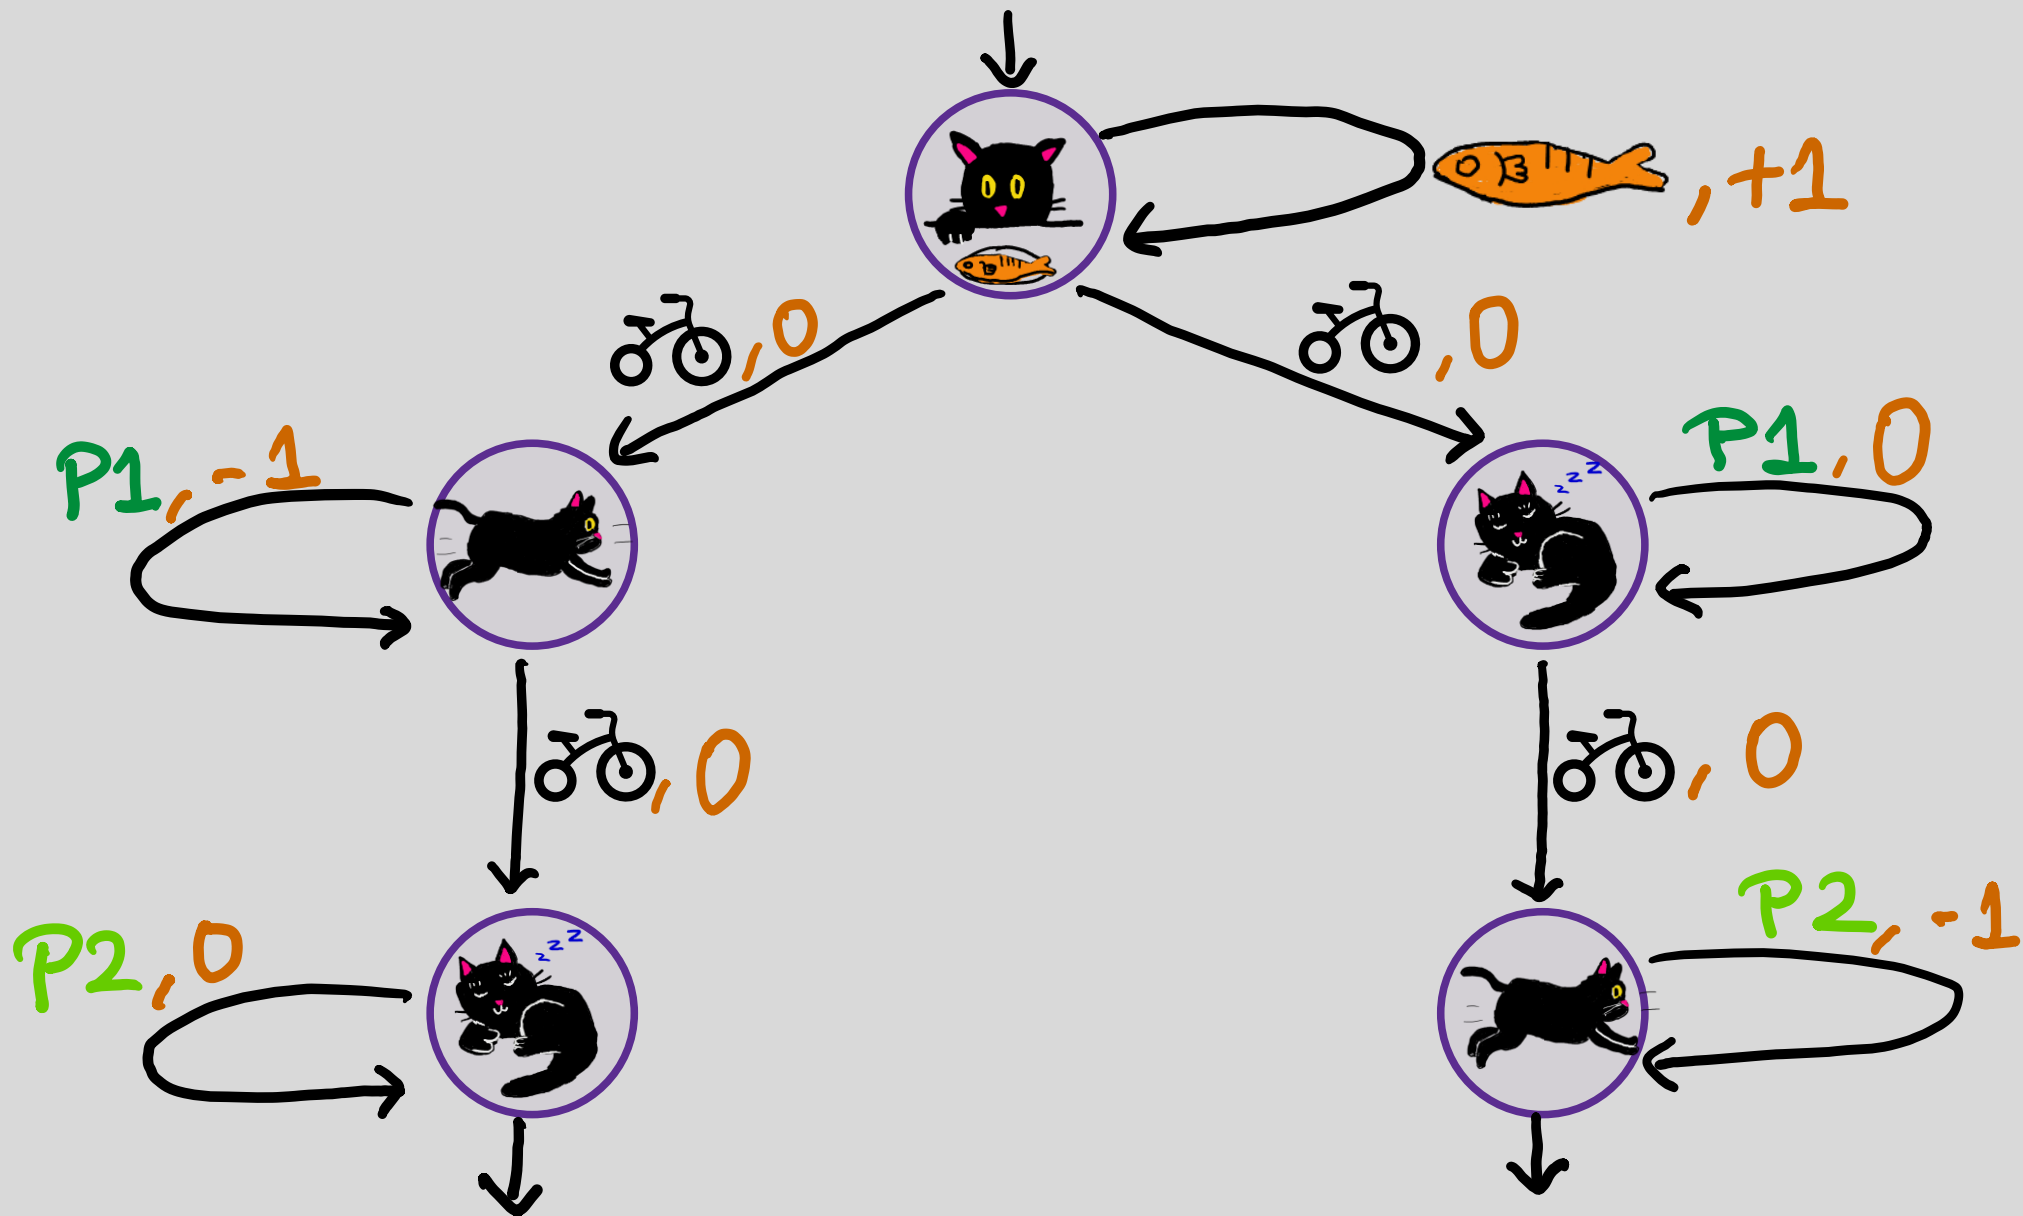 , +1
, 0
, 0
P1, -1
P1, 0
z z z
z z z
, 0
, 0
P2, 0
P2, -1